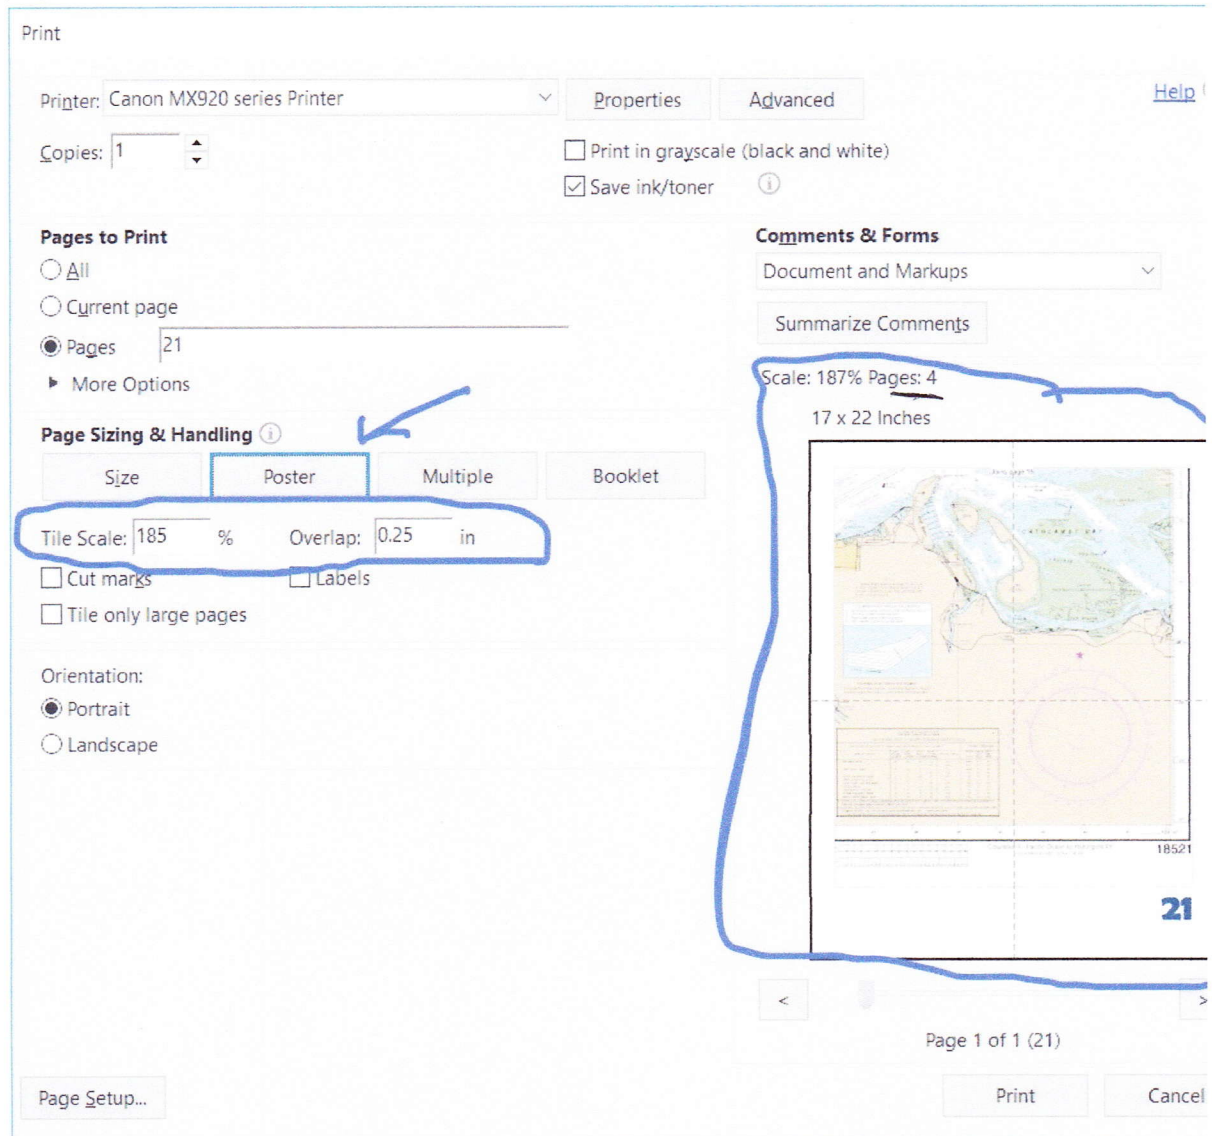 Print
Printer: Canon MX920 series Printer
Properties
Advanced
Help
Copies: 1
Print in grayscale (black and white)
Save ink/toner
Pages to Print
All
Current page
Pages 21
More Options
Comments & Forms
Document and Markups
Summarize Comments
Scale: 187% Pages: 4
17 x 22 Inches
Page Sizing & Handling
Size
Poster
Multiple
Booklet
Tile Scale: 185 % Overlap: 0.25 in
Cut marks
Labels
Tile only large pages
Orientation:
Portrait
Landscape
CATHLAMET BAY
18521
21
<
>
Page 1 of 1 (21)
Page Setup...
Print
Cancel